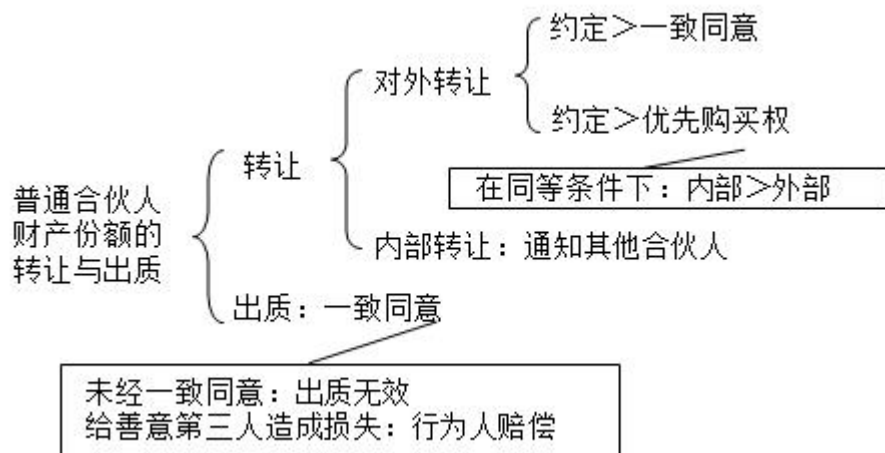 普通合伙人
财产份额的
转让与出质
转让
对外转让
约定＞一致同意
约定＞优先购买权
在同等条件下：内部＞外部
内部转让：通知其他合伙人
出质：一致同意
未经一致同意：出质无效
给善意第三人造成损失：行为人赔偿